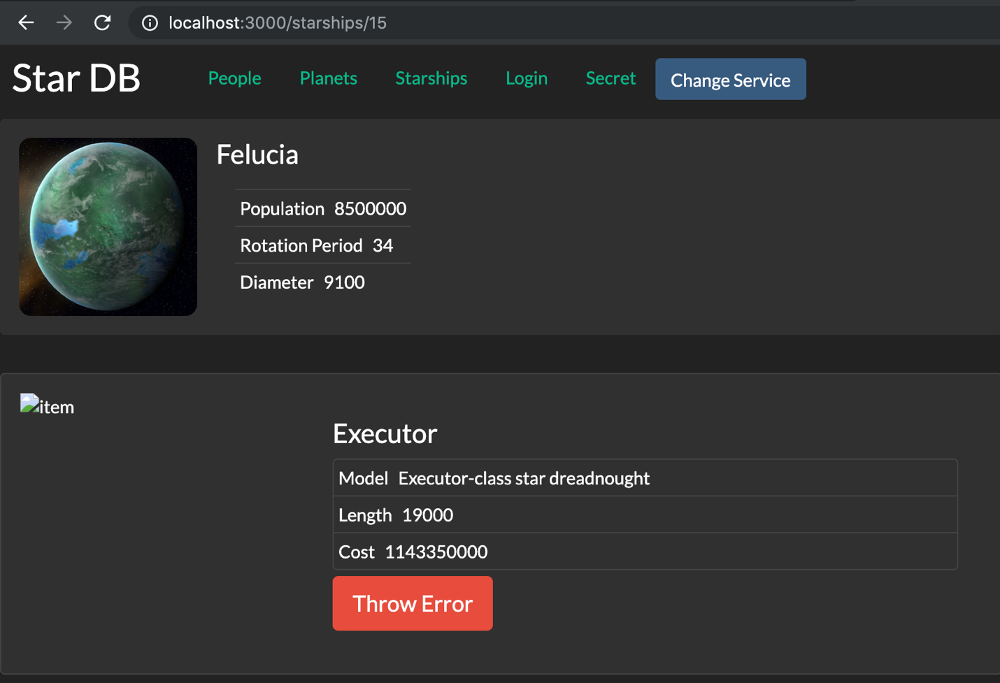 localhost:3000/starships/15
Star DB People Planets Starships Login Secret Change Service
Felucia
Population 8500000
Rotation Period 34
Diameter 9100
item
Executor
Model Executor-class star dreadnought
Length 19000
Cost 1143350000
Throw Error